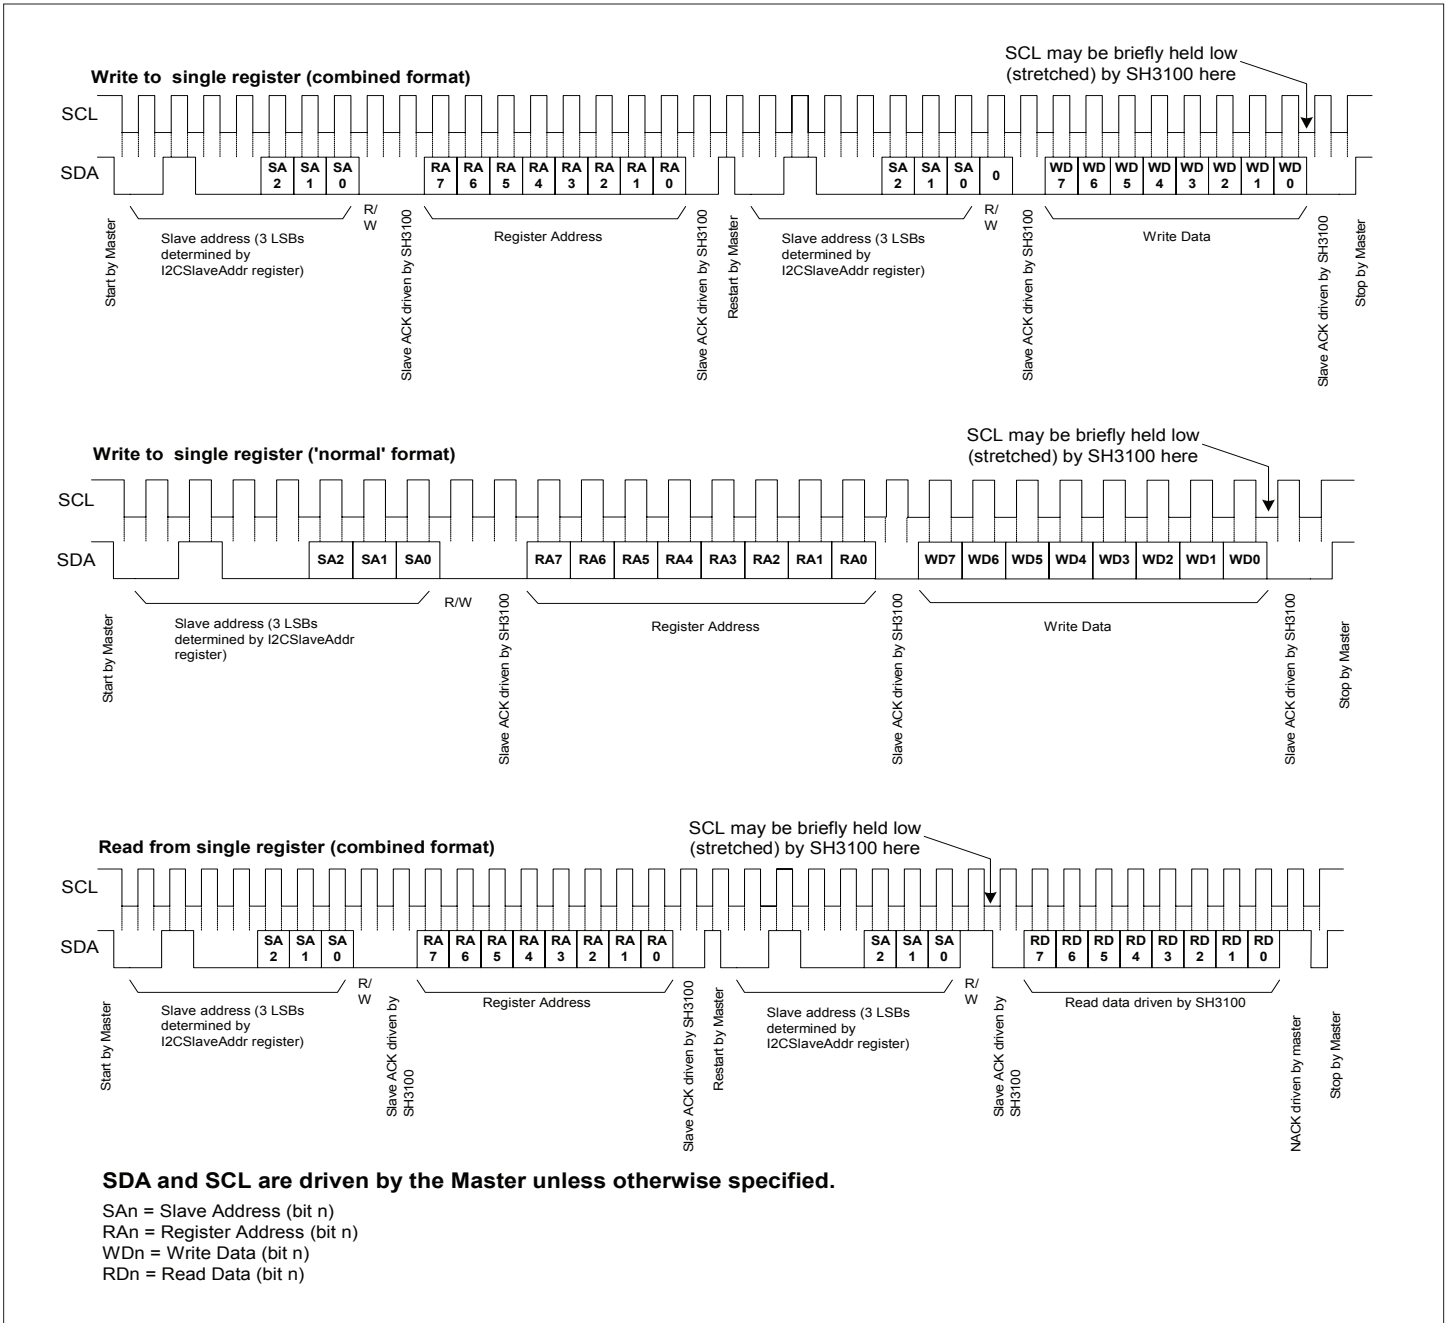 Write to single register (combined format)
SCL may be briefly held low
(stretched) by SH3100 here
SCL
SDA
SA 2
SA 1
SA 0
RA 7
RA 6
RA 5
RA 4
RA 3
RA 2
RA 1
RA 0
SA 2
SA 1
SA 0
0
WD 7
WD 6
WD 5
WD 4
WD 3
WD 2
WD 1
WD 0
Start by Master
Slave address (3 LSBs
determined by
I2CSlaveAddr register)
R/
W
Slave ACK driven by SH3100
Register Address
Slave ACK driven by SH3100
Restart by Master
Slave address (3 LSBs
determined by
I2CSlaveAddr register)
R/
W
Slave ACK driven by SH3100
Write Data
Slave ACK driven by SH3100
Stop by Master
Write to single register ('normal' format)
SCL may be briefly held low
(stretched) by SH3100 here
SCL
SDA
SA2
SA1
SA0
RA7
RA6
RA5
RA4
RA3
RA2
RA1
RA0
WD7
WD6
WD5
WD4
WD3
WD2
WD1
WD0
Start by Master
Slave address (3 LSBs
determined by I2CSlaveAddr
register)
R/W
Slave ACK driven by SH3100
Register Address
Slave ACK driven by SH3100
Write Data
Slave ACK driven by SH3100
Stop by Master
Read from single register (combined format)
SCL may be briefly held low
(stretched) by SH3100 here
SCL
SDA
SA 2
SA 1
SA 0
RA 7
RA 6
RA 5
RA 4
RA 3
RA 2
RA 1
RA 0
SA 2
SA 1
SA 0
RD 7
RD 6
RD 5
RD 4
RD 3
RD 2
RD 1
RD 0
Start by Master
Slave address (3 LSBs
determined by
I2CSlaveAddr register)
R/
W
Slave ACK driven by
SH3100
Register Address
Slave ACK driven by SH3100
Restart by Master
Slave address (3 LSBs
determined by
I2CSlaveAddr register)
R/
W
Slave ACK driven by
SH3100
Read data driven by SH3100
NACK driven by master
Stop by Master
SDA and SCL are driven by the Master unless otherwise specified.
SAn = Slave Address (bit n)
RAn = Register Address (bit n)
WDn = Write Data (bit n)
RDn = Read Data (bit n)